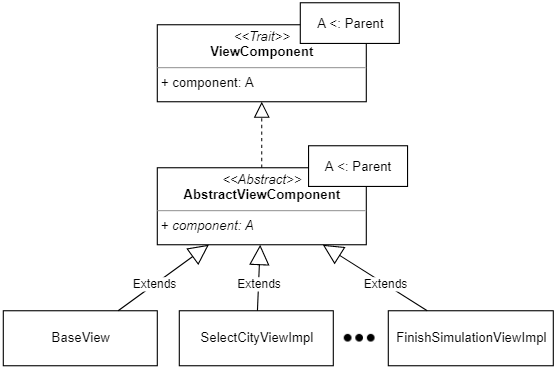 A <: Parent
<<Trait>>
ViewComponent
+ component: A
A <: Parent
<<Abstract>>
AbstractViewComponent
+ component: A
Extends
Extends
Extends
BaseView
SelectCityViewImpl
FinishSimulationViewImpl